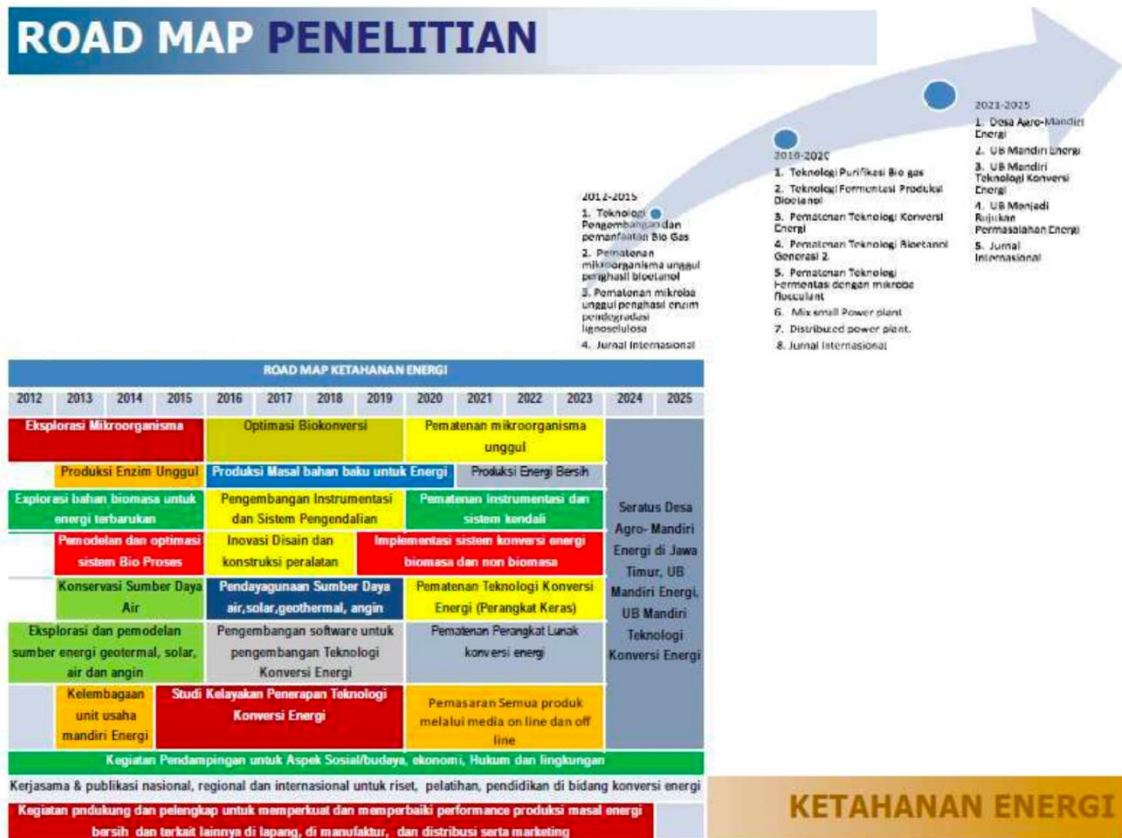 ROAD MAP PENELITIAN
2012-2015
1. Teknologi
Pengembangan dan
pemanfaatan Bio Gas
2. Pematenan
mikroorganisma unggul
penghasil bioetanol
3. Pematenan mikroba
unggul penghasil enzim
pendegradasi
lignoselulosa
4. Jurnal Internasional
2016-2020
1. Teknologi Purifikasi Bio gas
2. Teknologi Fermentasi Produksi
Bioetanol
3. Pematenan Teknologi Konversi
Energi
4. Pematenan Teknologi Bioetanol
Generasi 2
5. Pematenan Teknologi
Fermentasi dengan mikroba
flocculant
6. Mix small Power plant
7. Distributed power plant.
8. Jurnal Internasional
2021-2025
1. Desa Agro-Mandiri
Energi
2. UB Mandiri Energi
3. UB Mandiri
Teknologi Konversi
Energi
4. UB Menjadi
Rujukan
Permasalahan Energi
5. Jurnal
Internasional
ROAD MAP KETAHANAN ENERGI
2012 2013 2014 2015 2016 2017 2018 2019 2020 2021 2022 2023 2024 2025
Eksplorasi Mikroorganisma
Optimasi Biokonversi
Pematenan mikroorganisma
unggul
Produksi Enzim Unggul
Produksi Masal bahan baku untuk Energi
Produksi Energi Bersih
Explorasi bahan biomasa untuk
energi terbarukan
Pengembangan Instrumentasi
dan Sistem Pengendalian
Pematenan Instrumentasi dan
sistem kendali
Pemodelan dan optimasi
sistem Bio Proses
Inovasi Disain dan
konstruksi peralatan
Implementasi sistem konversi energi
biomasa dan non biomasa
Konservasi Sumber Daya
Air
Pendayagunaan Sumber Daya
air,solar,geothermal, angin
Pematenan Teknologi Konversi
Energi (Perangkat Keras)
Eksplorasi dan pemodelan
sumber energi geotermal, solar,
air dan angin
Pengembangan software untuk
pengembangan Teknologi
Konversi Energi
Pematenan Perangkat Lunak
konversi energi
Kelembagaan
unit usaha
mandiri Energi
Studi Kelayakan Penerapan Teknologi
Konversi Energi
Pemasaran Semua produk
melalui media on line dan off
line
Seratus Desa
Agro- Mandiri
Energi di Jawa
Timur, UB
Mandiri Energi,
UB Mandiri
Teknologi
Konversi Energi
Kegiatan Pendampingan untuk Aspek Sosial/budaya, ekonomi, Hukum dan lingkungan
Kerjasama & publikasi nasional, regional dan internasional untuk riset, pelatihan, pendidikan di bidang konversi energi
Kegiatan pndukung dan pelengkap untuk memperkuat dan memperbaiki performance produksi masal energi
bersih dan terkait lainnya di lapang, di manufaktur, dan distribusi serta marketing
KETAHANAN ENERGI